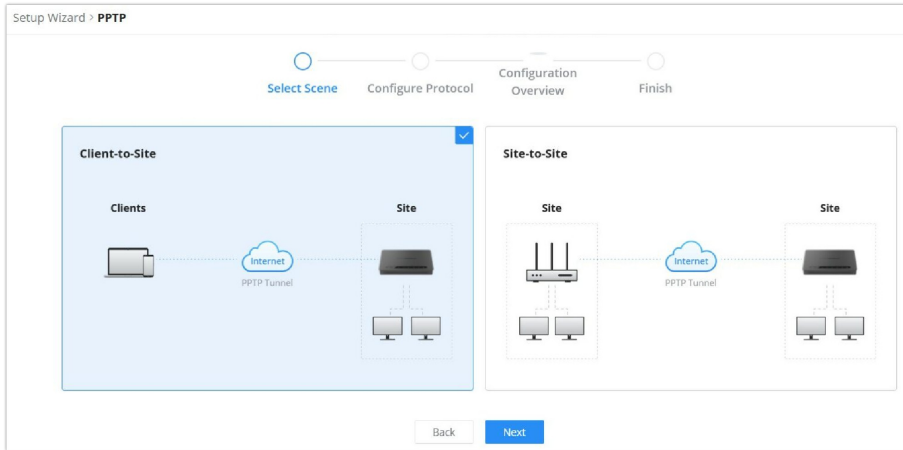 Setup Wizard > PPTP
Select Scene
Configure Protocol
Configuration
Overview
Finish
Client-to-Site
Clients
Site
Internet
PPTP Tunnel
Site-to-Site
Site
Site
Internet
PPTP Tunnel
Back
Next